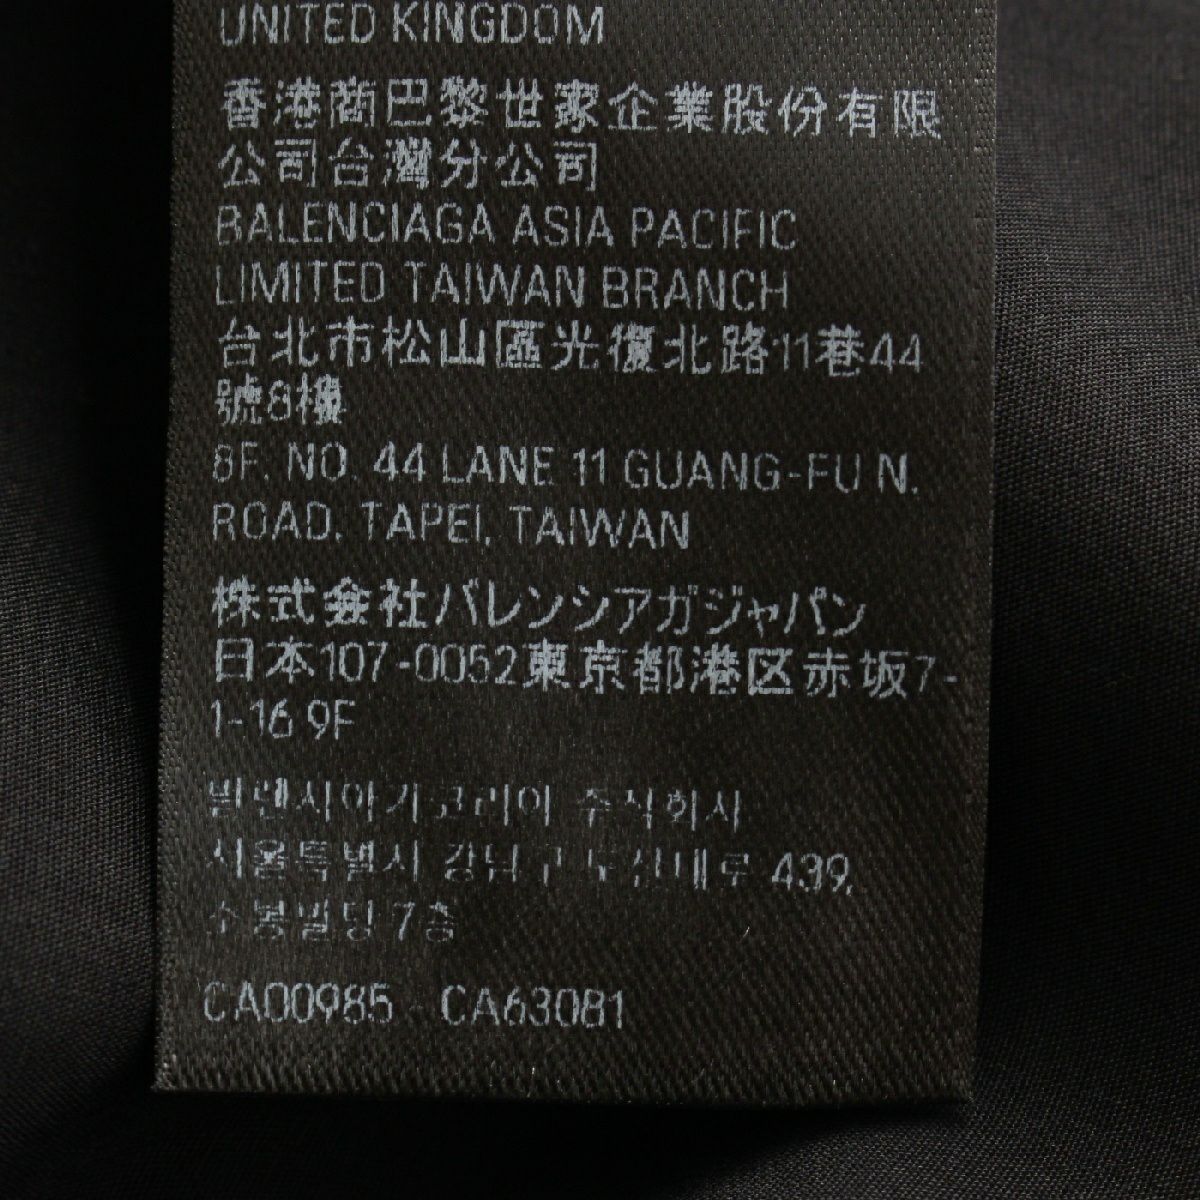 UNITED KINGDOM
香港商巴黎世家企業股份有限
公司台灣分公司
BALENCIAGA ASIA PACIFIC
LIMITED TAIWAN BRANCH
台北市松山區光復北路11巷44
號8樓
8F, NO. 44 LANE 11 GUANG-FU N.
ROAD, TAPEI, TAIWAN
株式会社バレンシアガジャパン
日本107-0052東京都港区赤坂7-
1-16 9F
발렌시아가코리아 주식회사
서울특별시 강남구 도산대로 439,
소봉빌딩 7층
CA00985 CA63081